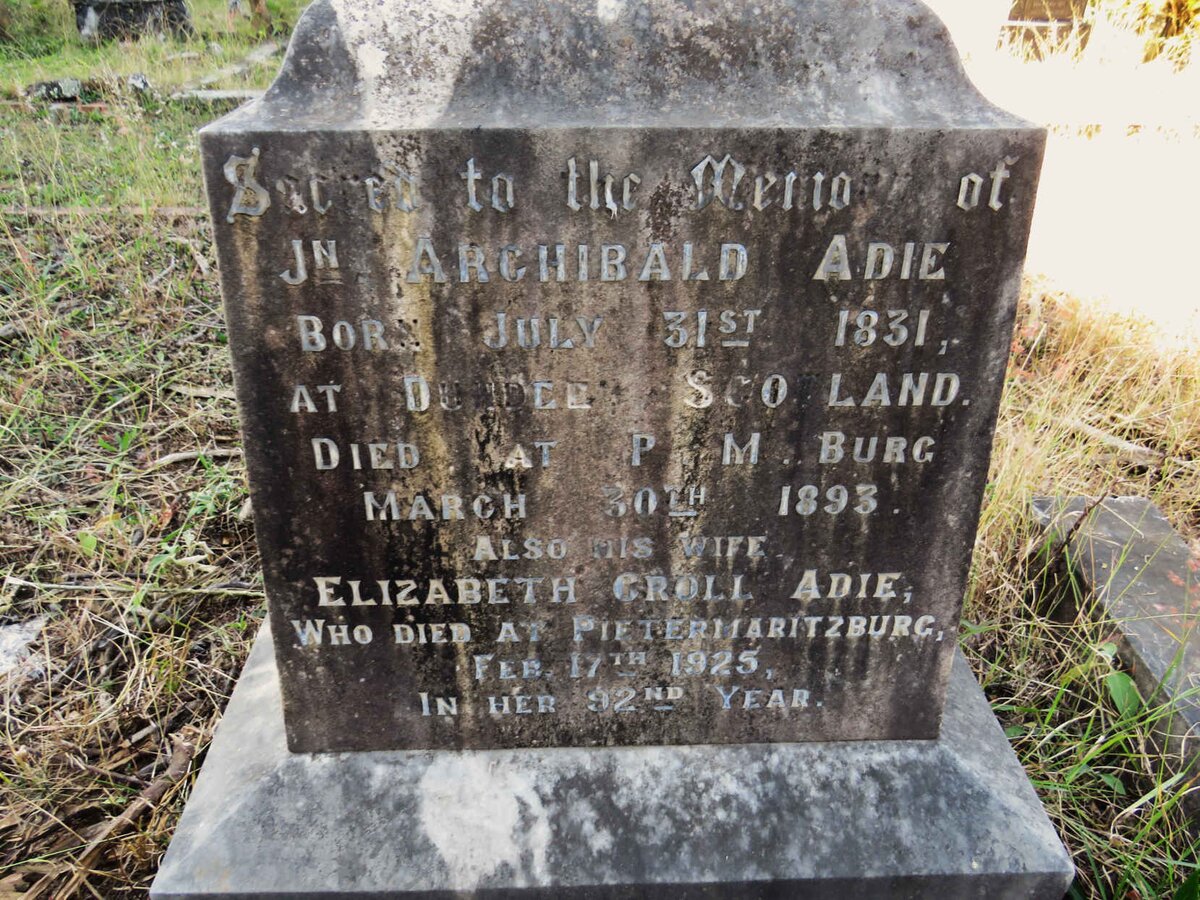 Sacred to the Memory of
JN. ARCHIBALD ADIE
BORN JULY 31ST 1831,
AT DUNDEE SCOTLAND.
DIED AT P. M. BURG
MARCH 30TH 1893.
ALSO HIS WIFE
ELIZABETH CROLL ADIE,
WHO DIED AT PIETERMARITZBURG,
FEB. 17TH 1925,
IN HER 92ND YEAR.